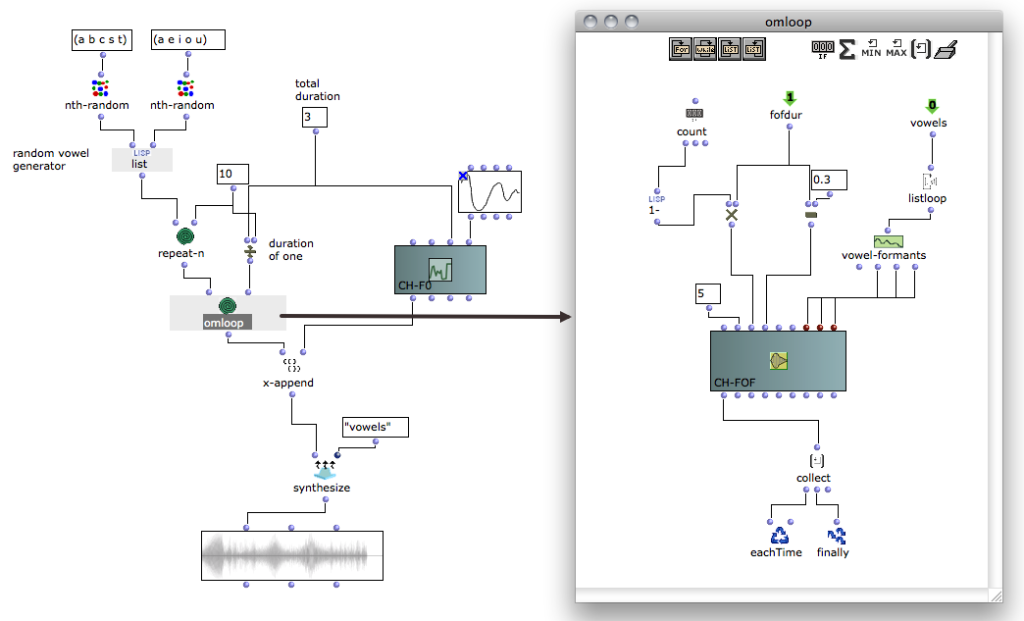 (a b c s t)
(a e i o u)
nth-random
nth-random
total
duration
3
random vowel
generator
LISP
list
10
repeat-n
duration
of one
CH-F0
omloop
x-append
"vowels"
synthesize
omloop
For
While
LIST
LIST
IF
Σ
MIN
MAX
1
fofdur
0
vowels
count
0.3
LISP
1-
listloop
vowel-formants
5
CH-FOF
collect
eachTime
finally